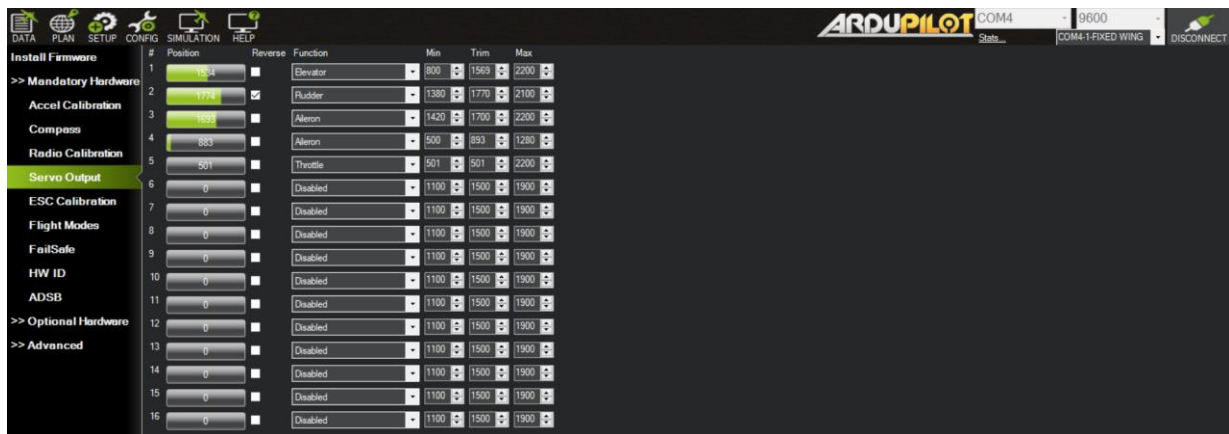 DATA PLAN SETUP CONFIG SIMULATION HELP ARDUPILOT COM4 9600
Stats... COM4-1-FIXED WING DISCONNECT
Install Firmware
>> Mandatory Hardware
Accel Calibration
Compass
Radio Calibration
Servo Output
ESC Calibration
Flight Modes
FailSafe
HW ID
ADSB
>> Optional Hardware
>> Advanced
# Position Reverse Function Min Trim Max
1 1534 Elevator 800 1569 2200
2 1774 Rudder 1380 1770 2100
3 1693 Aileron 1420 1700 2200
4 883 Aileron 500 893 1280
5 501 Throttle 501 501 2200
6 0 Disabled 1100 1500 1900
7 0 Disabled 1100 1500 1900
8 0 Disabled 1100 1500 1900
9 0 Disabled 1100 1500 1900
10 0 Disabled 1100 1500 1900
11 0 Disabled 1100 1500 1900
12 0 Disabled 1100 1500 1900
13 0 Disabled 1100 1500 1900
14 0 Disabled 1100 1500 1900
15 0 Disabled 1100 1500 1900
16 0 Disabled 1100 1500 1900